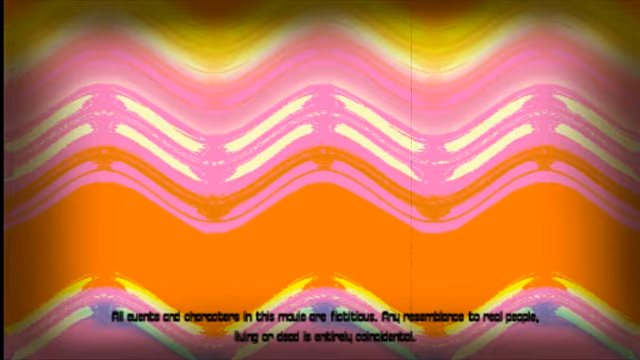 All events and characters in this movie are fictitious. Any resemblance to real people,
living or dead is entirely coincidental.